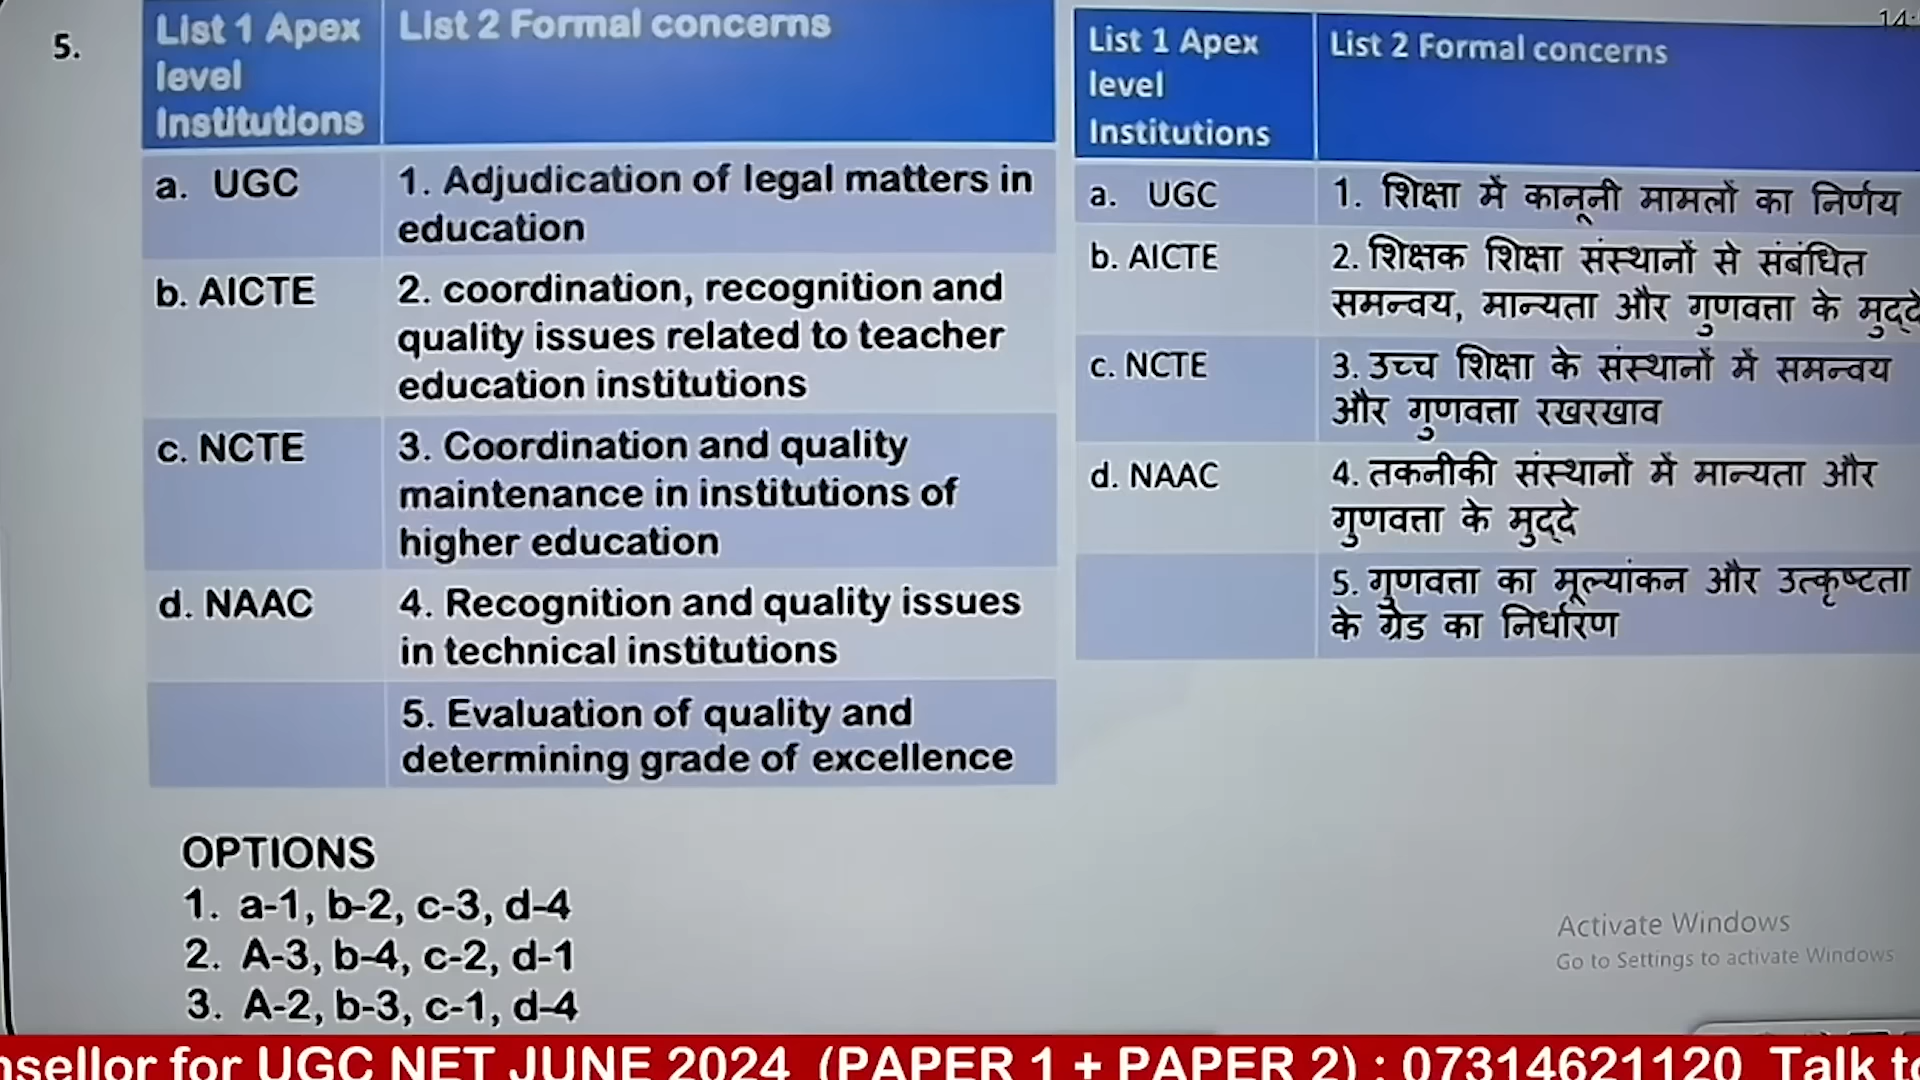 5.
List 1 Apex
level
Institutions
List 2 Formal concerns
a. UGC
1. Adjudication of legal matters in
education
b. AICTE
2. coordination, recognition and
quality issues related to teacher
education institutions
c. NCTE
3. Coordination and quality
maintenance in institutions of
higher education
d. NAAC
4. Recognition and quality issues
in technical institutions
5. Evaluation of quality and
determining grade of excellence
14:
List 1 Apex
level
Institutions
List 2 Formal concerns
a. UGC
1. शिक्षा में कानूनी मामलों का निर्णय
b. AICTE
2. शिक्षक शिक्षा संस्थानों से संबंधित
समन्वय, मान्यता और गुणवत्ता के मुद्दे
c. NCTE
3. उच्च शिक्षा के संस्थानों में समन्वय
और गुणवत्ता रखरखाव
d. NAAC
4. तकनीकी संस्थानों में मान्यता और
गुणवत्ता के मुद्दे
5. गुणवत्ता का मूल्यांकन और उत्कृष्टता
के ग्रेड का निर्धारण
OPTIONS
1. a-1, b-2, c-3, d-4
2. A-3, b-4, c-2, d-1
3. A-2, b-3, c-1, d-4
Activate Windows
Go to Settings to activate Windows
nsellor for UGC NET JUNE 2024 (PAPER 1 + PAPER 2) : 07314621120 Talk to